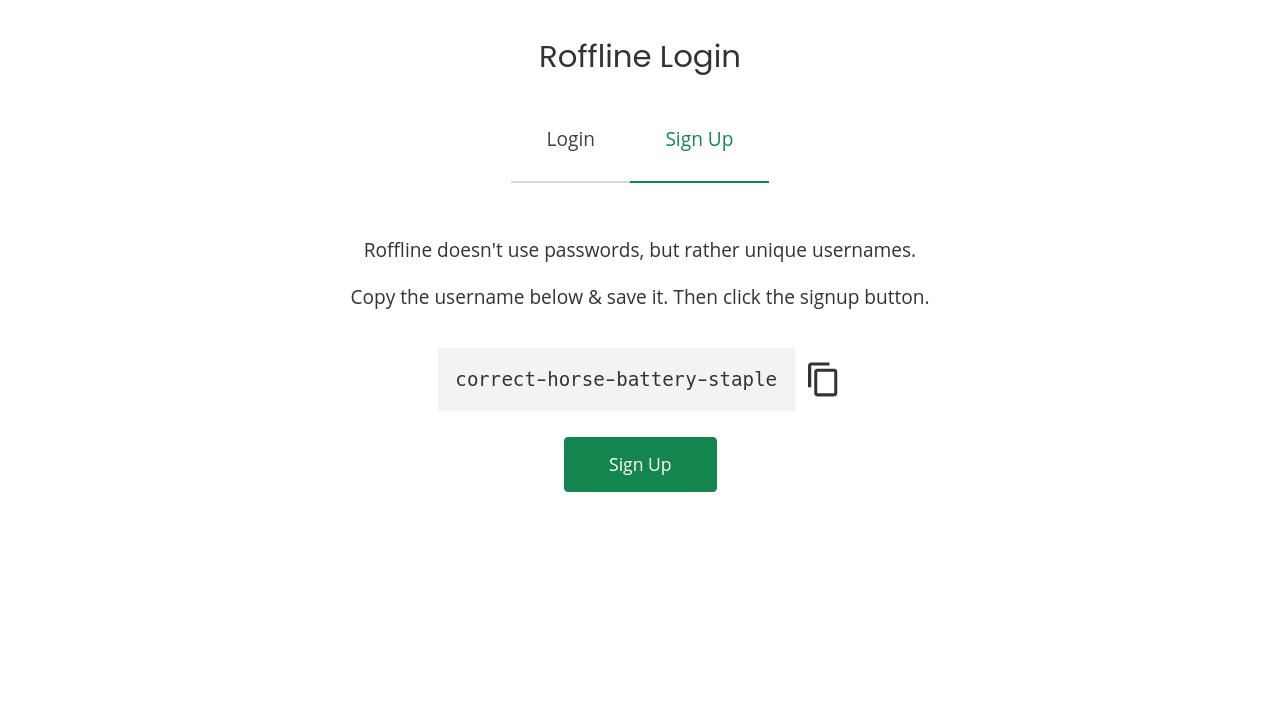 Roffline Login
Login
Sign Up
Roffline doesn't use passwords, but rather unique usernames.
Copy the username below & save it. Then click the signup button.
correct-horse-battery-staple
Sign Up